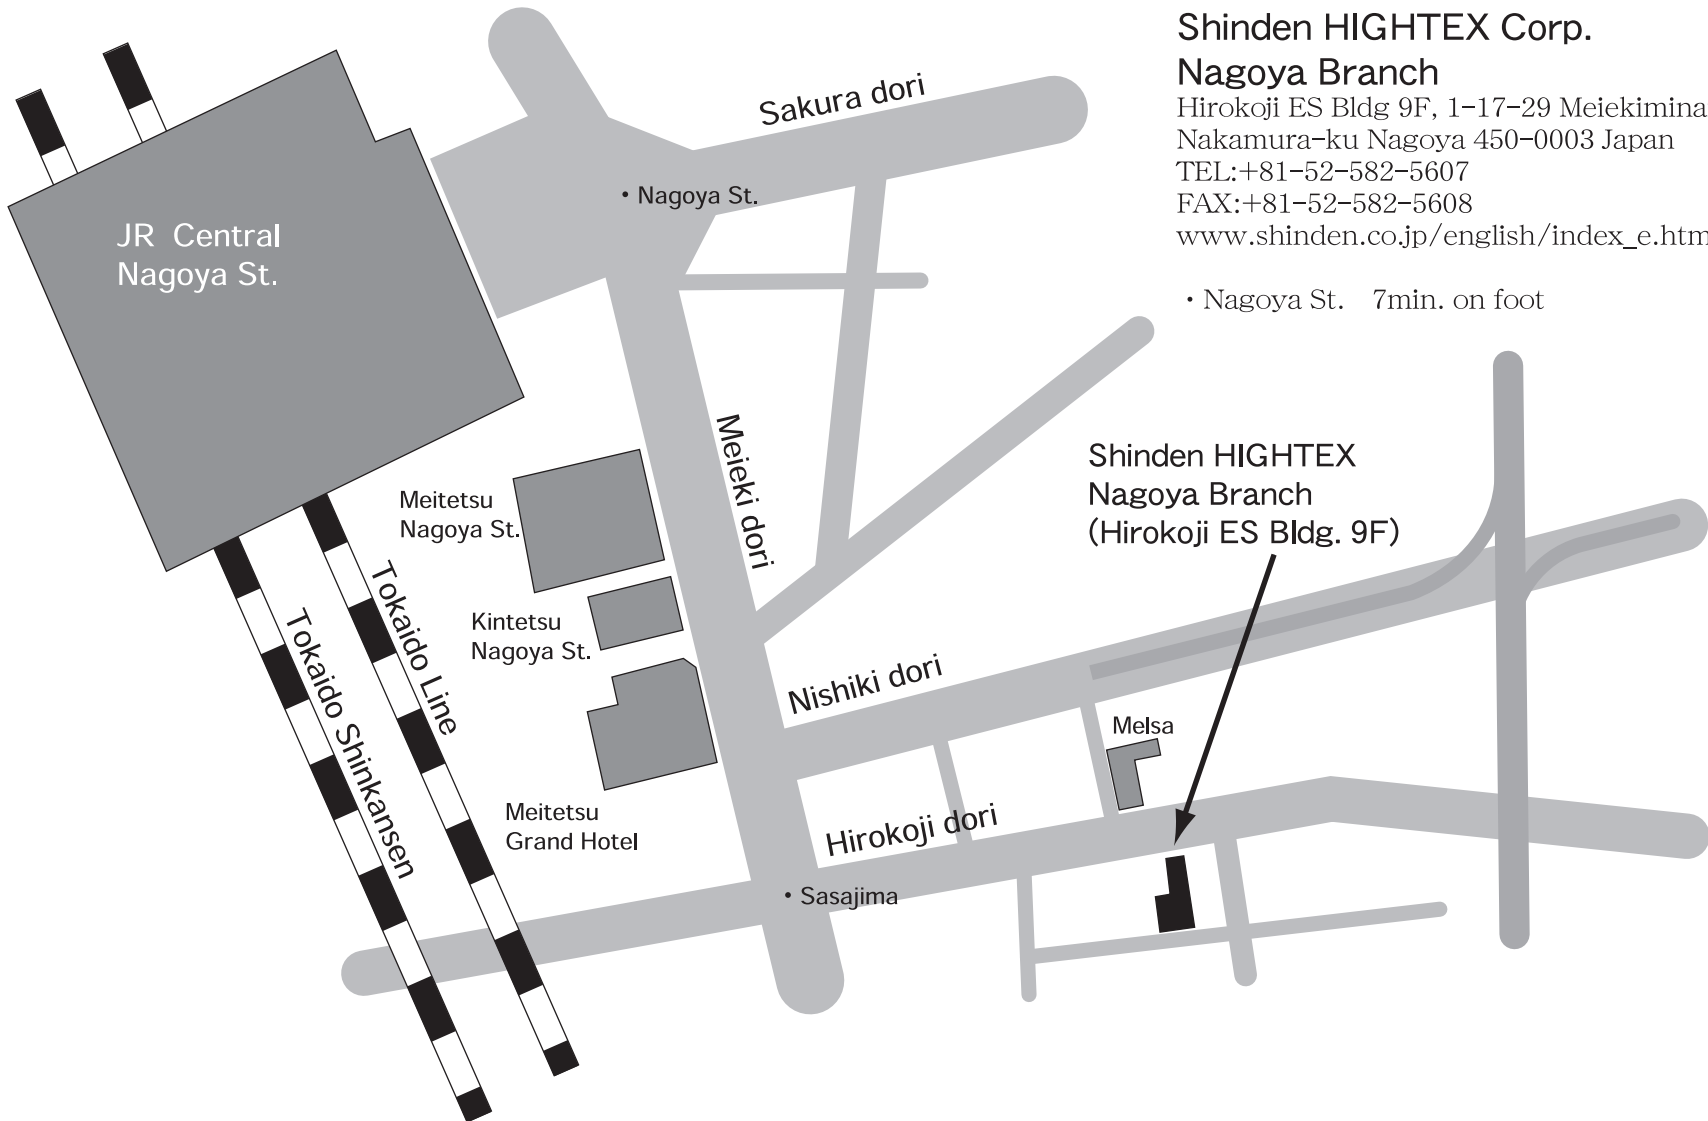 Shinden HIGHTEX Corp.
Nagoya Branch
Hirokoji ES Bldg 9F, 1-17-29 Meiekimina
Nakamura-ku Nagoya 450-0003 Japan
TEL:+81-52-582-5607
FAX:+81-52-582-5608
www.shinden.co.jp/english/index_e.htm
・Nagoya St. 7min. on foot
Sakura dori
・Nagoya St.
JR Central
Nagoya St.
Meieki dori
Shinden HIGHTEX
Nagoya Branch
(Hirokoji ES Bldg. 9F)
Meitetsu
Nagoya St.
Kintetsu
Nagoya St.
Tokaido Line
Tokaido Shinkansen
Nishiki dori
Melsa
Meitetsu
Grand Hotel
Hirokoji dori
・Sasajima